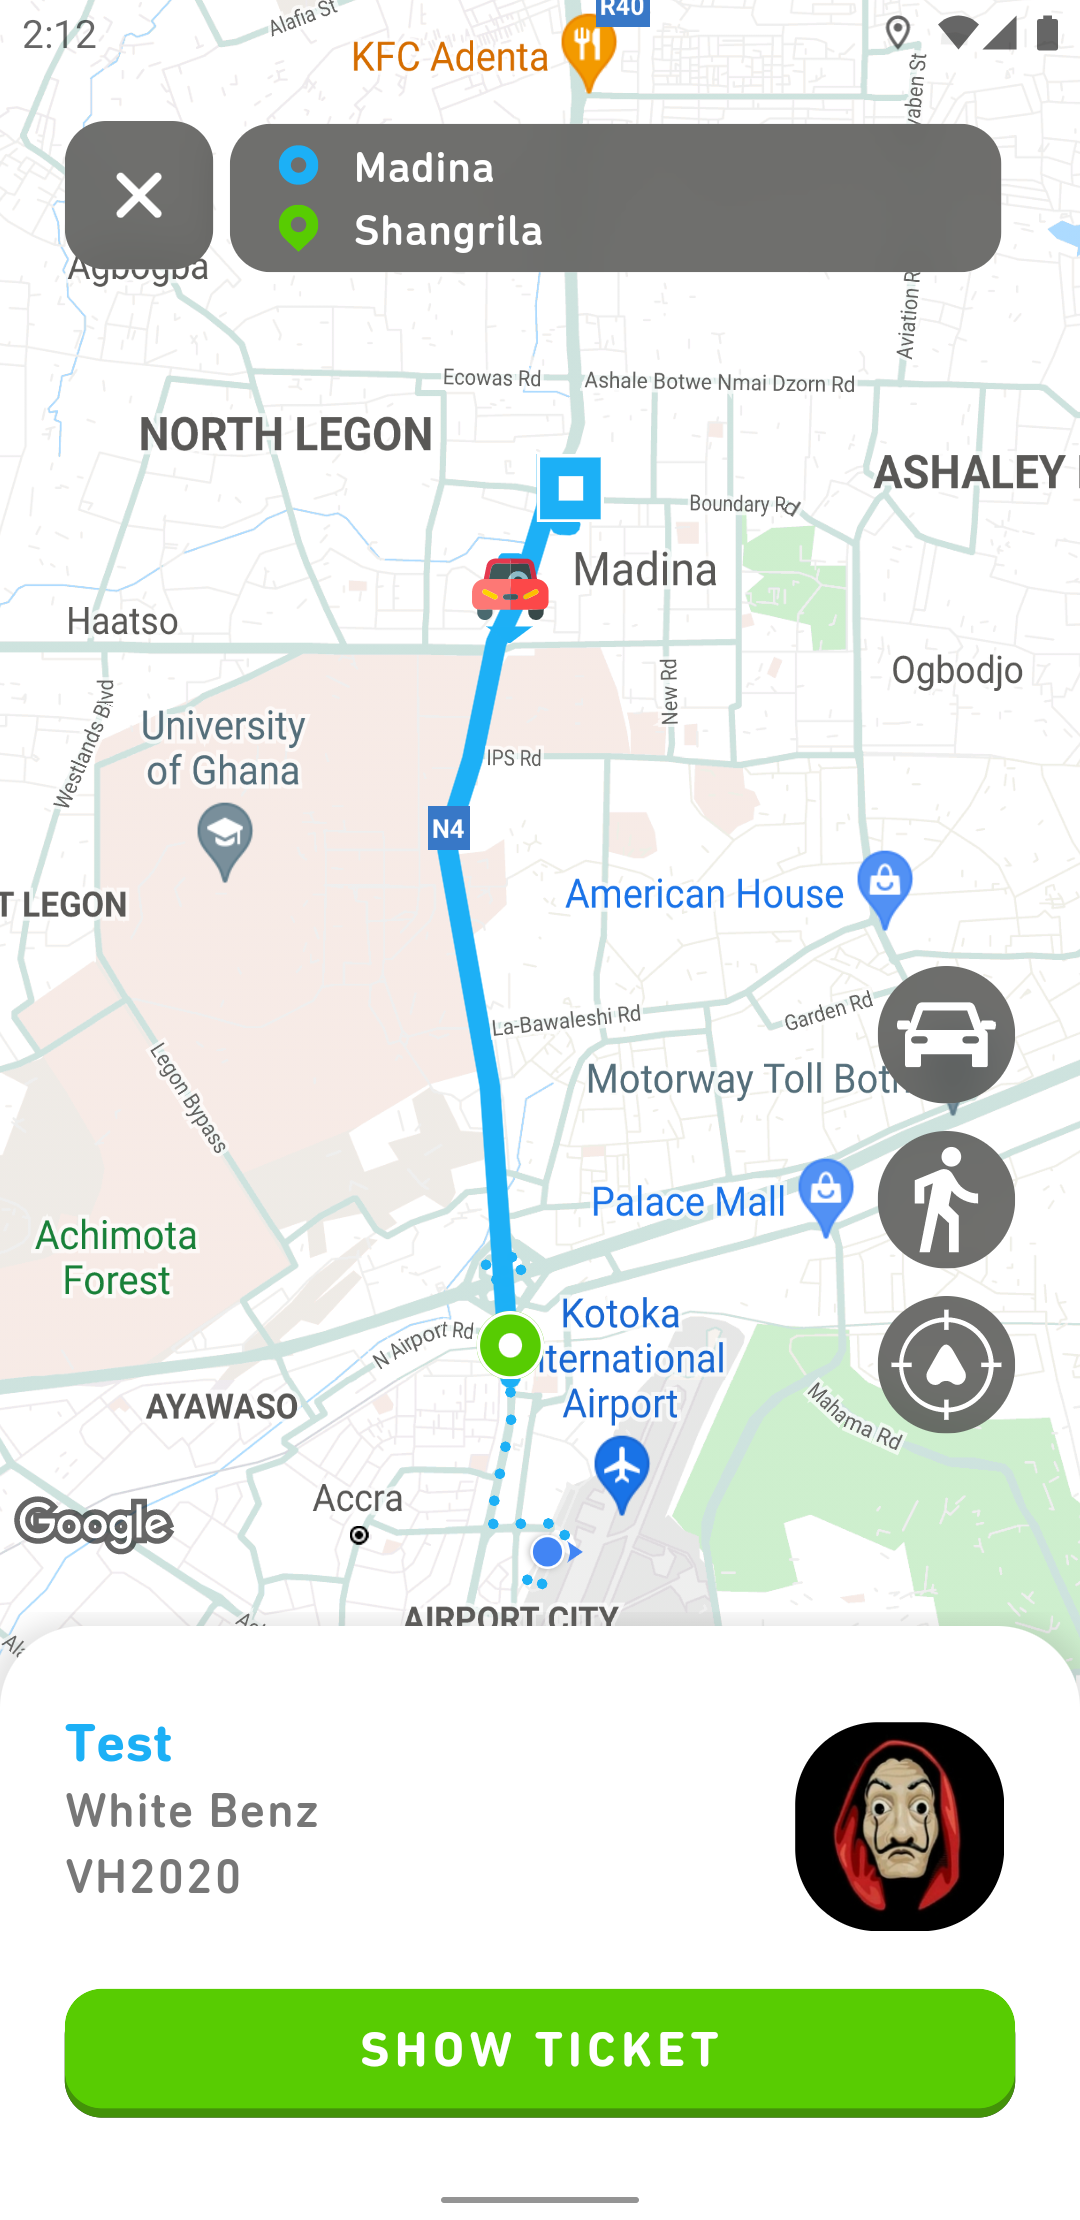 2:12
Alafia St
R40
KFC Adenta
Madina
Shangrila
Agbogba
Aviation R
Ecowas Rd
Ashale Botwe Nmai Dzorn Rd
NORTH LEGON
ASHALEY
Boundary Rd
Madina
Haatso
Ogbodjo
New Rd
Westlands Blvd
University
of Ghana
IPS Rd
N4
American House
T LEGON
La-Bawaleshi Rd
Garden Rd
Legon Bypass
Motorway Toll Both
Palace Mall
Achimota
Forest
N Airport Rd
Kotoka
nternational
Airport
AYAWASO
Mahama Rd
Accra
Google
AIRPORT CITY
Test
White Benz
VH2020
SHOW TICKET